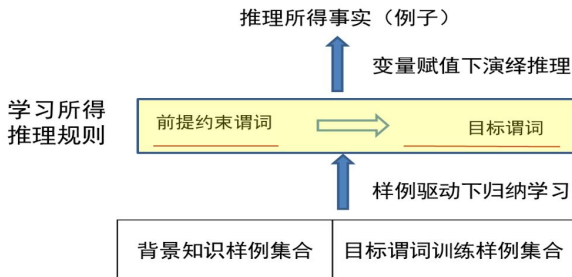 推理所得事实（例子）
变量赋值下演绎推理
学习所得
推理规则
前提约束谓词
目标谓词
样例驱动下归纳学习
背景知识样例集合
目标谓词训练样例集合